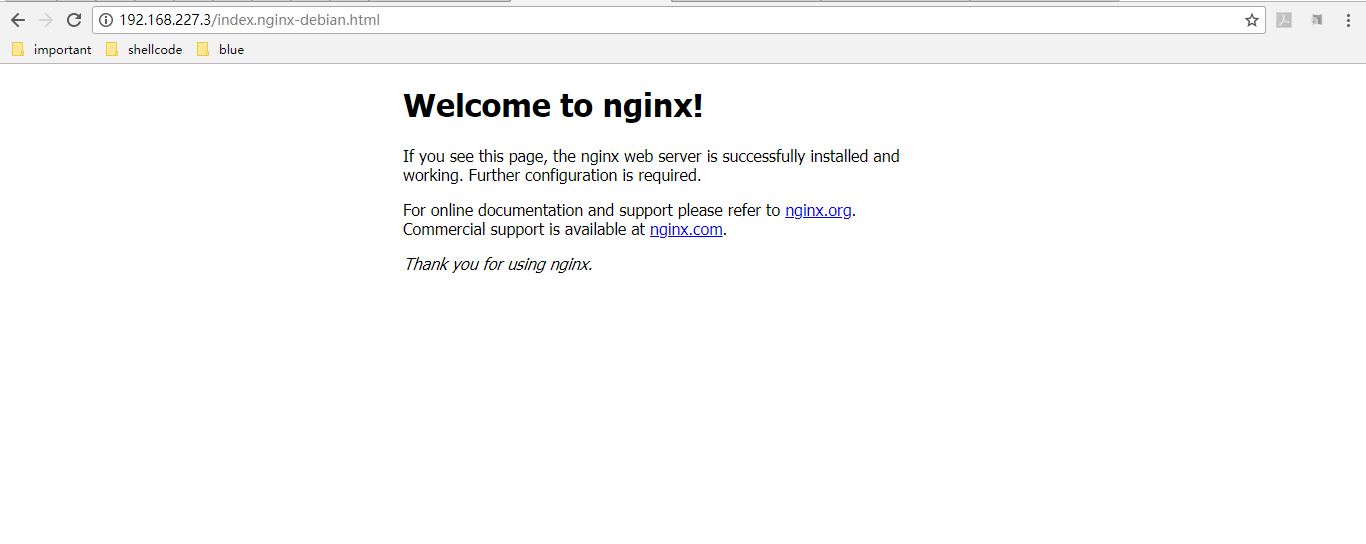 192.168.227.3/index.nginx-debian.html
important shellcode blue
Welcome to nginx!
If you see this page, the nginx web server is successfully installed and
working. Further configuration is required.
For online documentation and support please refer to nginx.org.
Commercial support is available at nginx.com.
Thank you for using nginx.